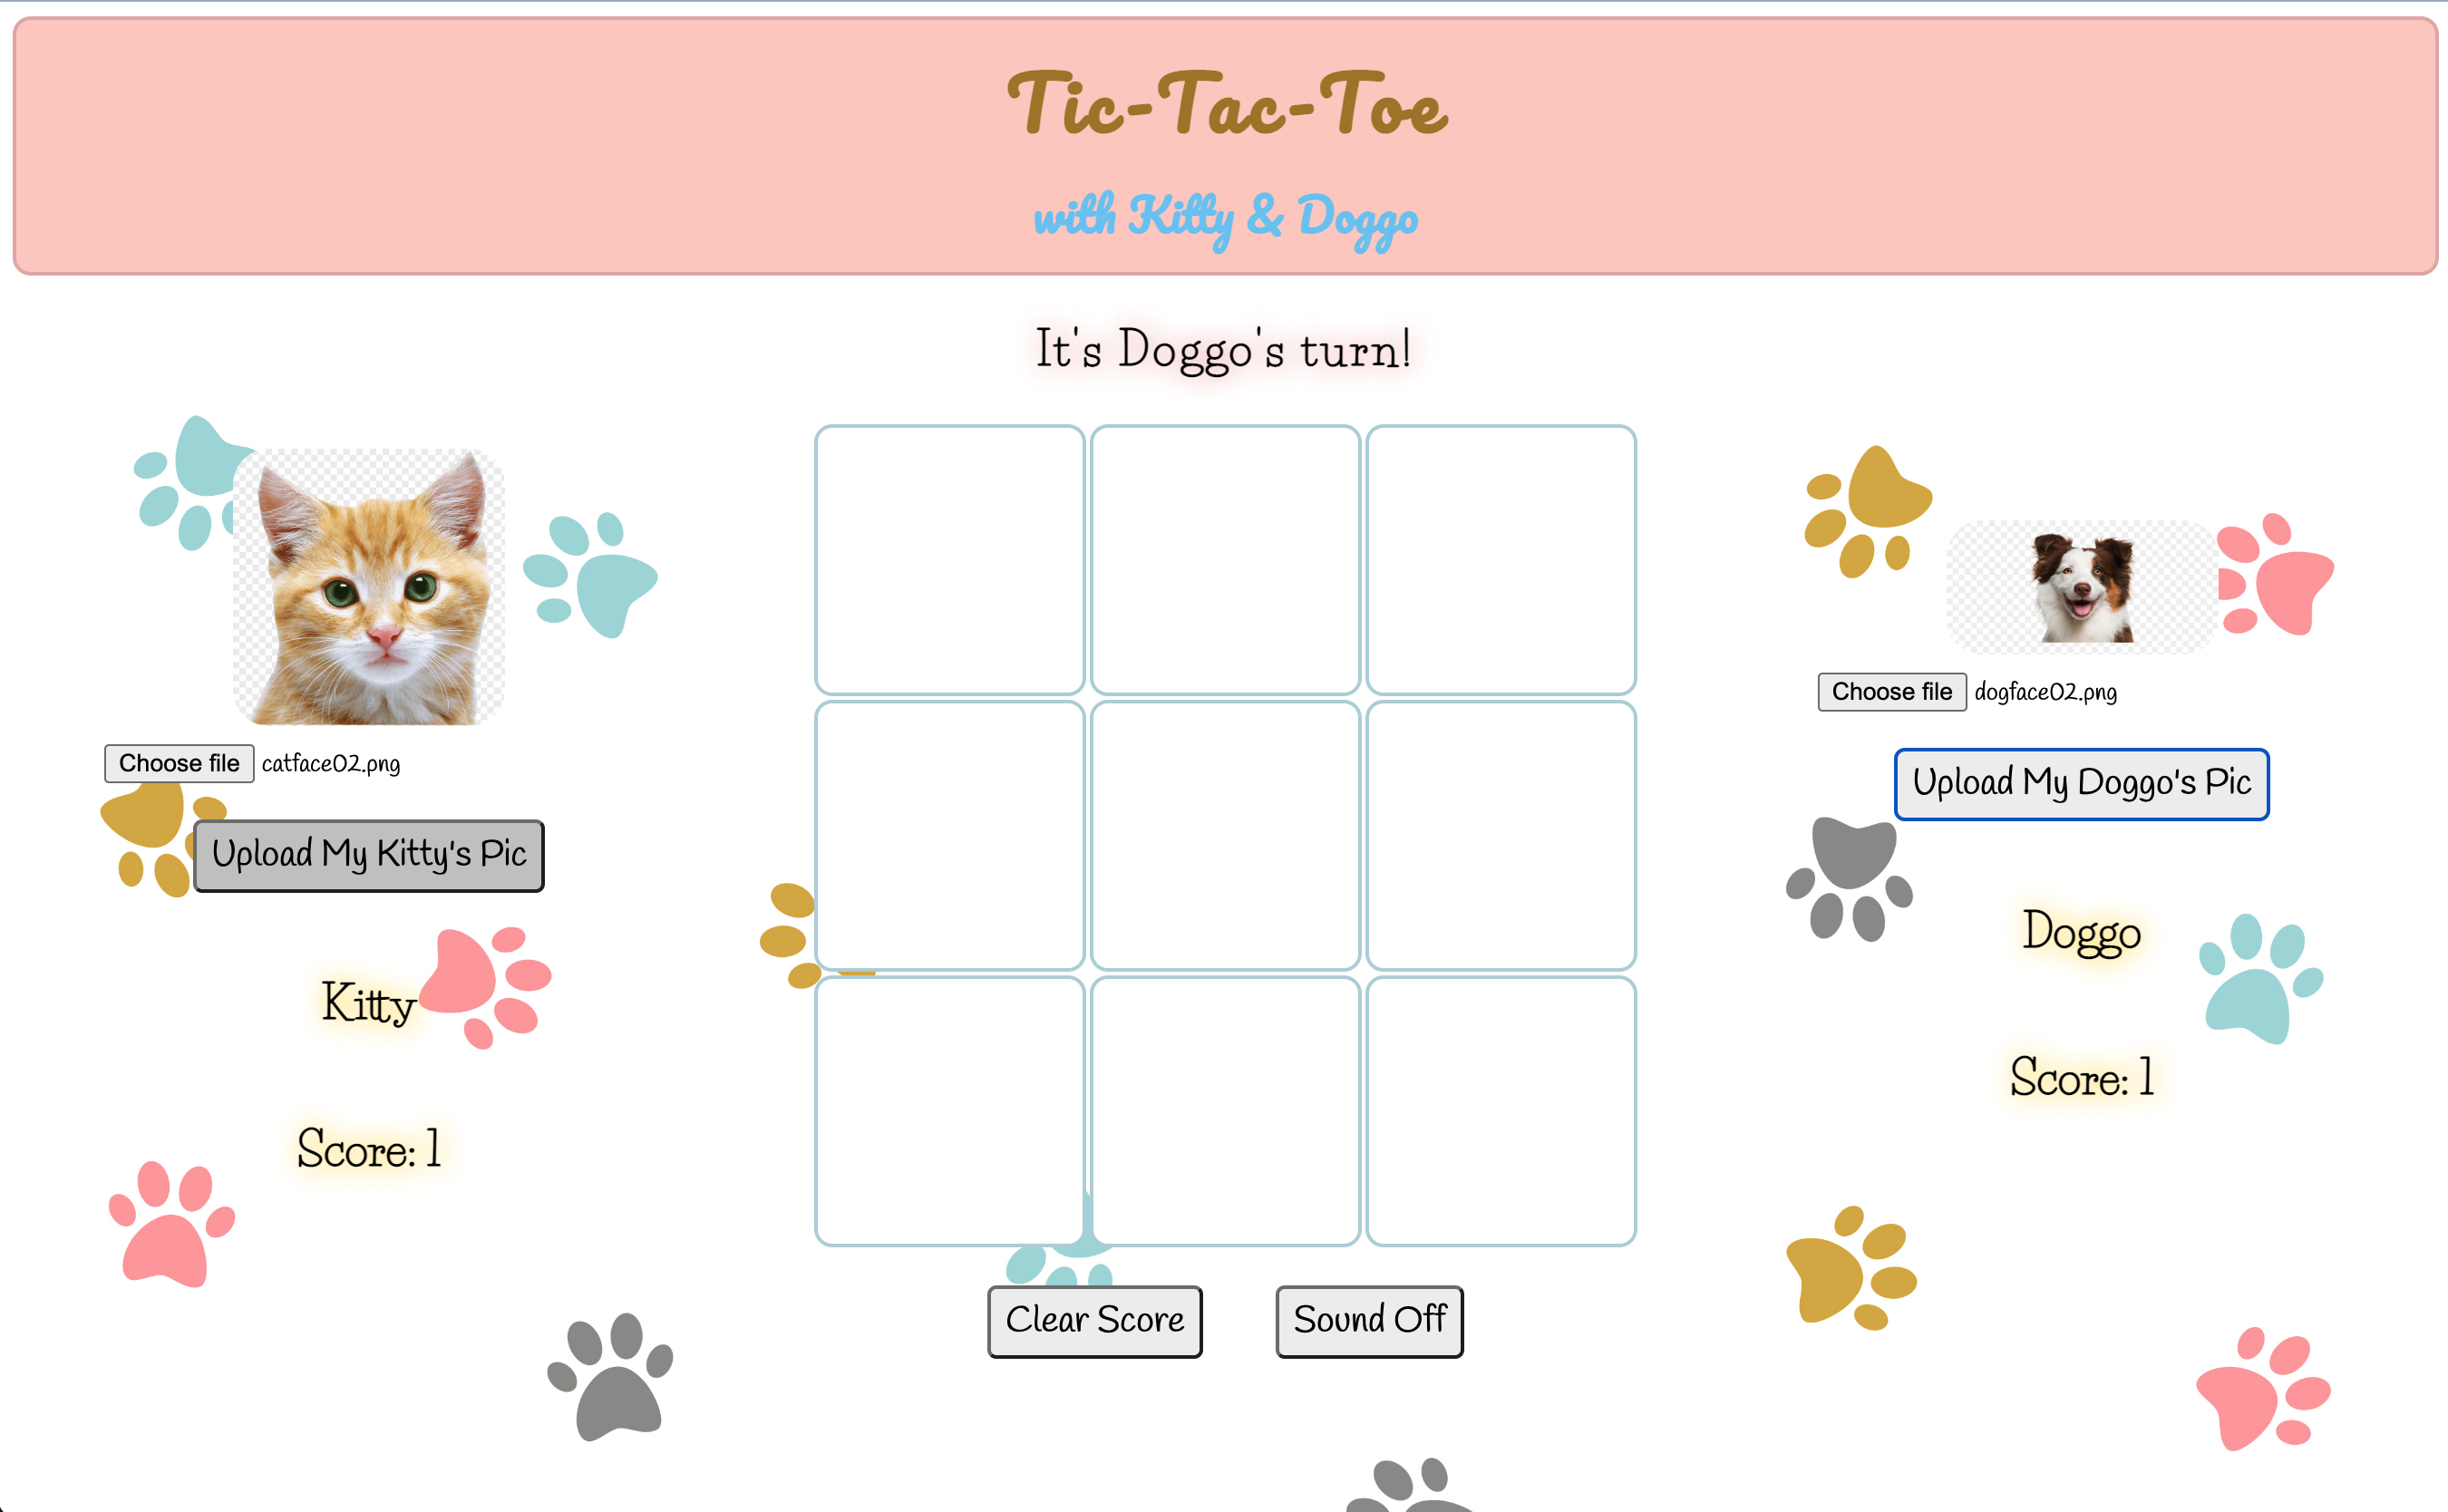 Tic-Tac-Toe
with Kitty & Doggo
It's Doggo's turn!
Choose file catface02.png
Upload My Kitty's Pic
Kitty
Score: 1
Choose file dogface02.png
Upload My Doggo's Pic
Doggo
Score: 1
Clear Score
Sound Off